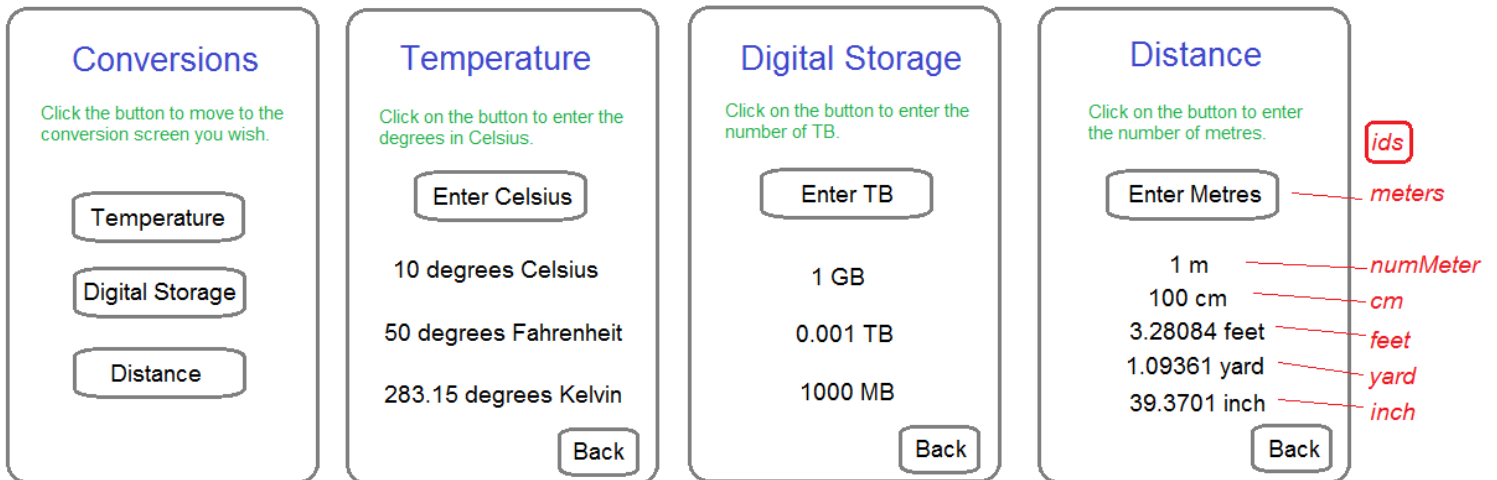 Conversions
Click the button to move to the
conversion screen you wish.
Temperature
Digital Storage
Distance
Temperature
Click on the button to enter the
degrees in Celsius.
Enter Celsius
10 degrees Celsius
50 degrees Fahrenheit
283.15 degrees Kelvin
Back
Digital Storage
Click on the button to enter the
number of TB.
Enter TB
1 GB
0.001 TB
1000 MB
Back
Distance
Click on the button to enter
the number of metres.
Enter Metres
1 m
100 cm
3.28084 feet
1.09361 yard
39.3701 inch
Back
ids
meters
numMeter
cm
feet
yard
inch